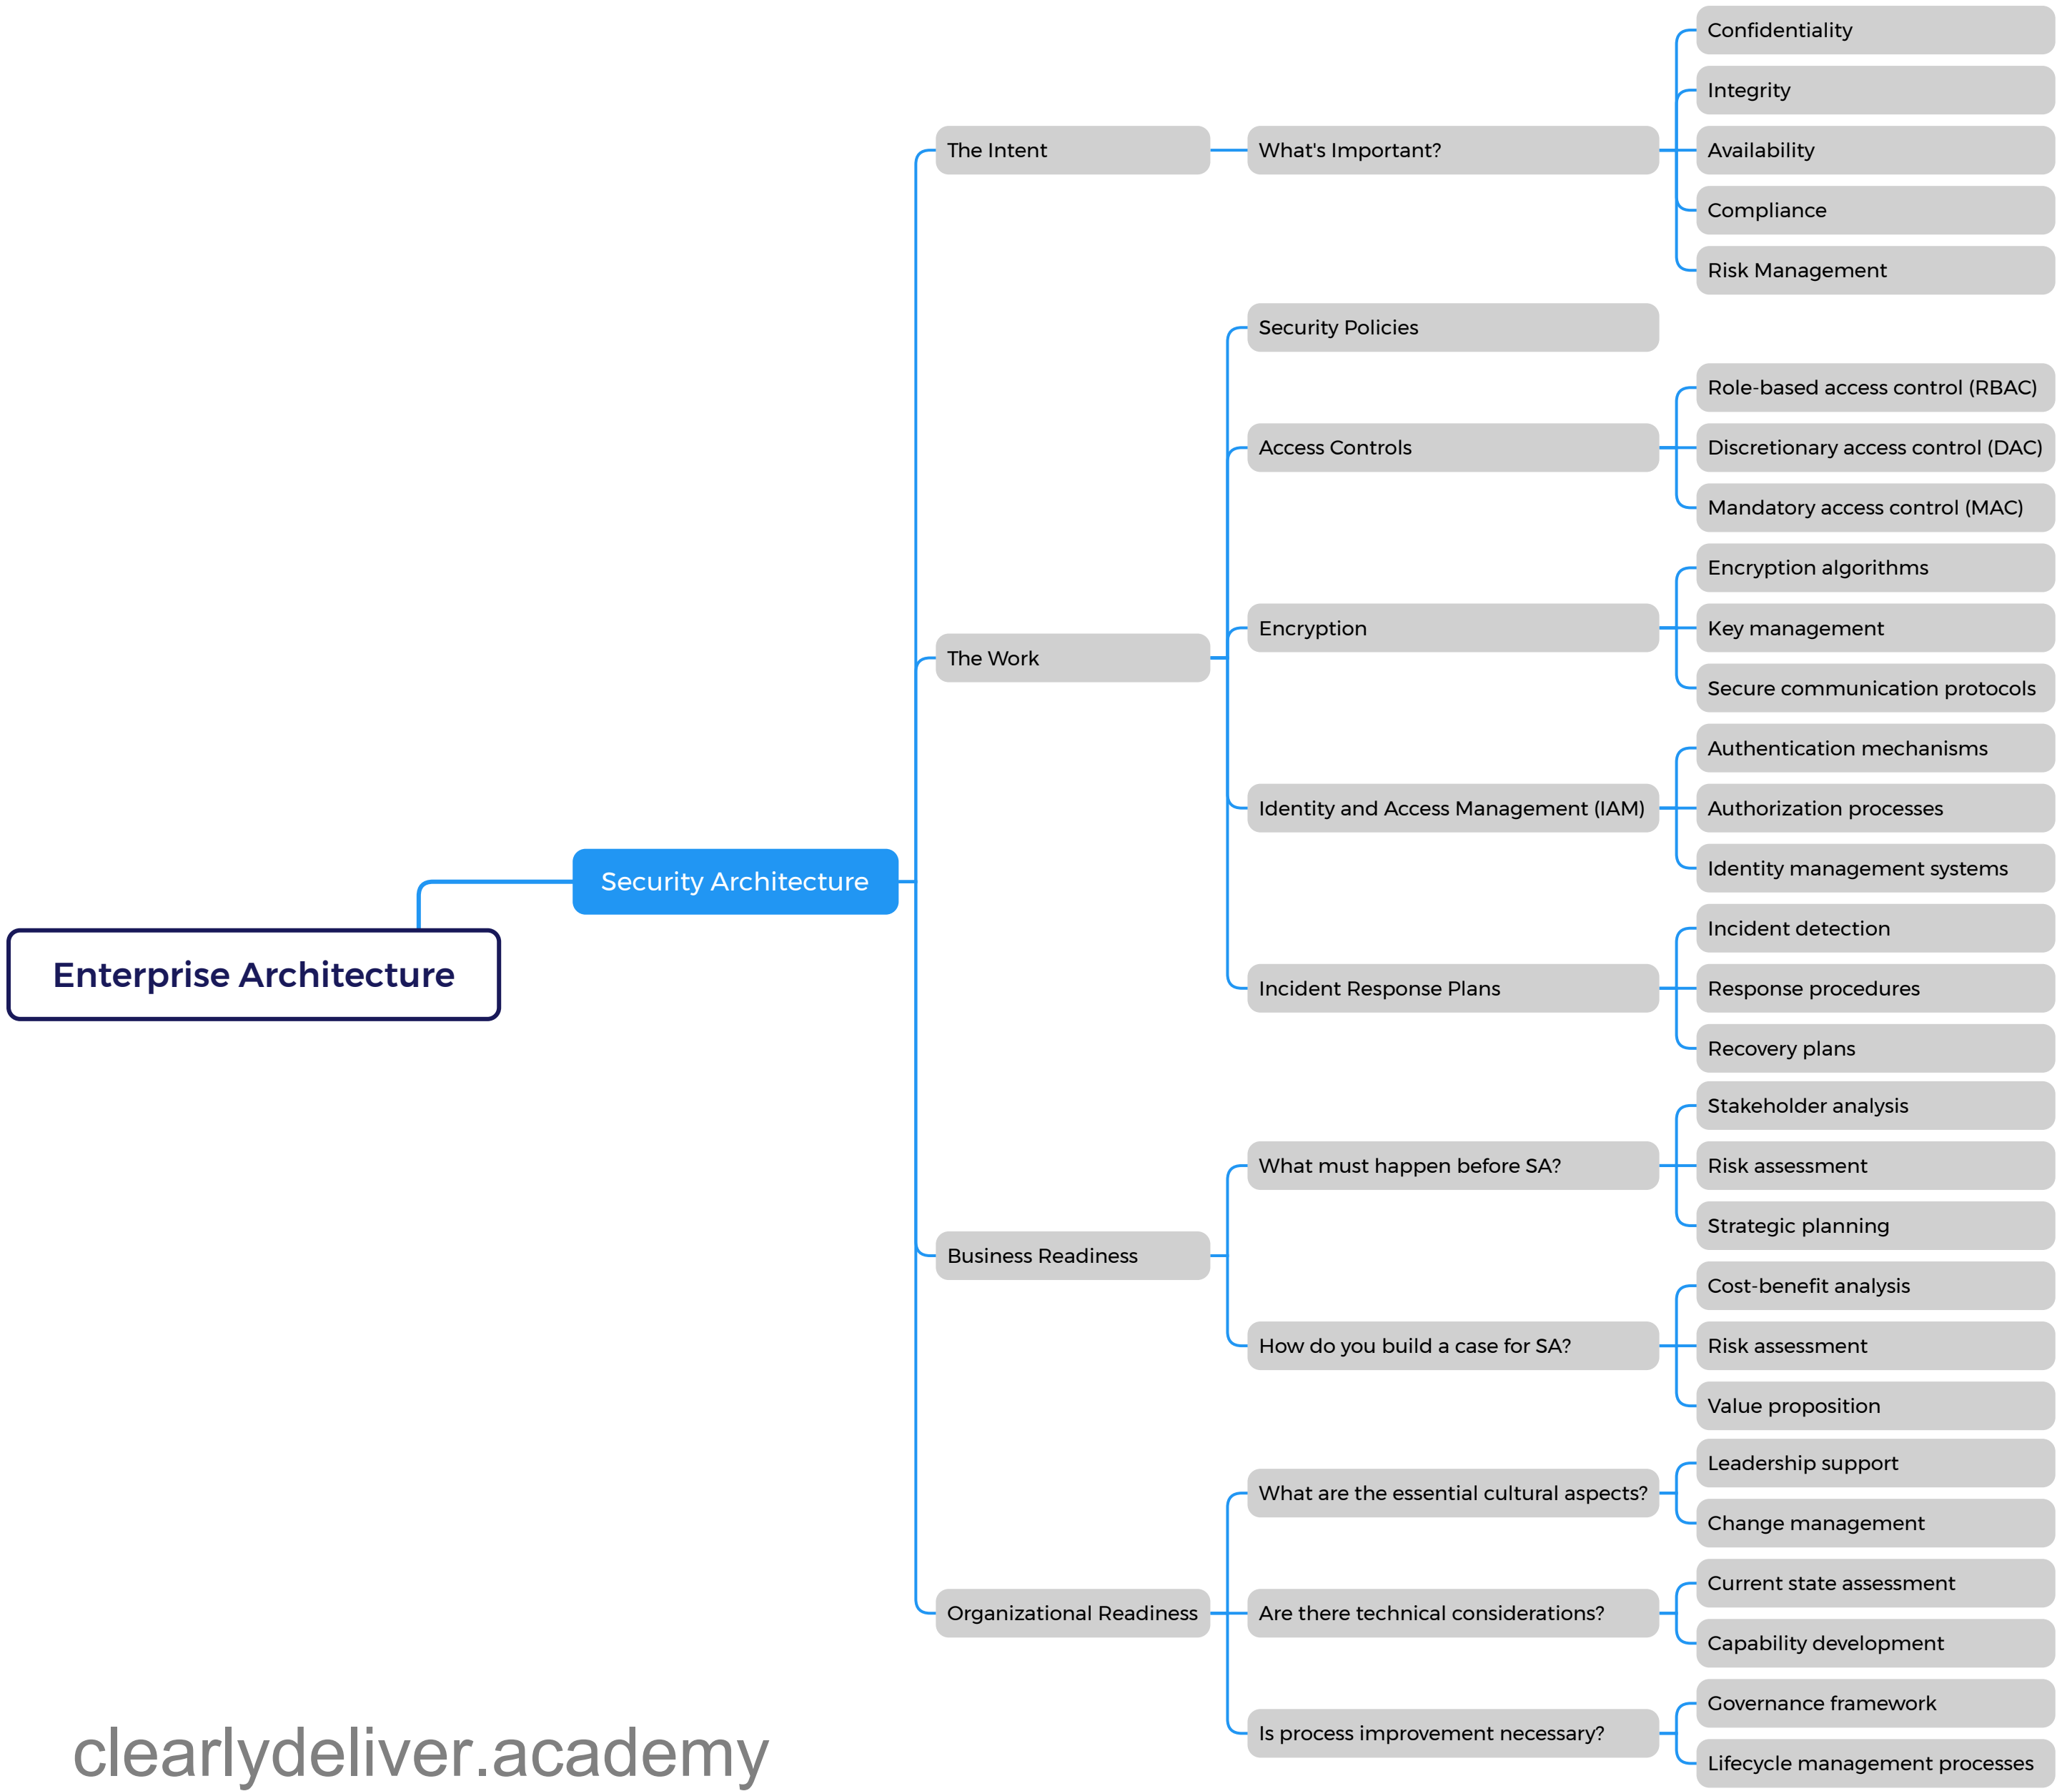 Enterprise Architecture
Security Architecture
The Intent
What's Important?
Confidentiality
Integrity
Availability
Compliance
Risk Management
The Work
Security Policies
Access Controls
Role-based access control (RBAC)
Discretionary access control (DAC)
Mandatory access control (MAC)
Encryption
Encryption algorithms
Key management
Secure communication protocols
Identity and Access Management (IAM)
Authentication mechanisms
Authorization processes
Identity management systems
Incident Response Plans
Incident detection
Response procedures
Recovery plans
Business Readiness
What must happen before SA?
Stakeholder analysis
Risk assessment
Strategic planning
How do you build a case for SA?
Cost-benefit analysis
Risk assessment
Value proposition
Organizational Readiness
What are the essential cultural aspects?
Leadership support
Change management
Are there technical considerations?
Current state assessment
Capability development
Is process improvement necessary?
Governance framework
Lifecycle management processes
clearlydeliver.academy